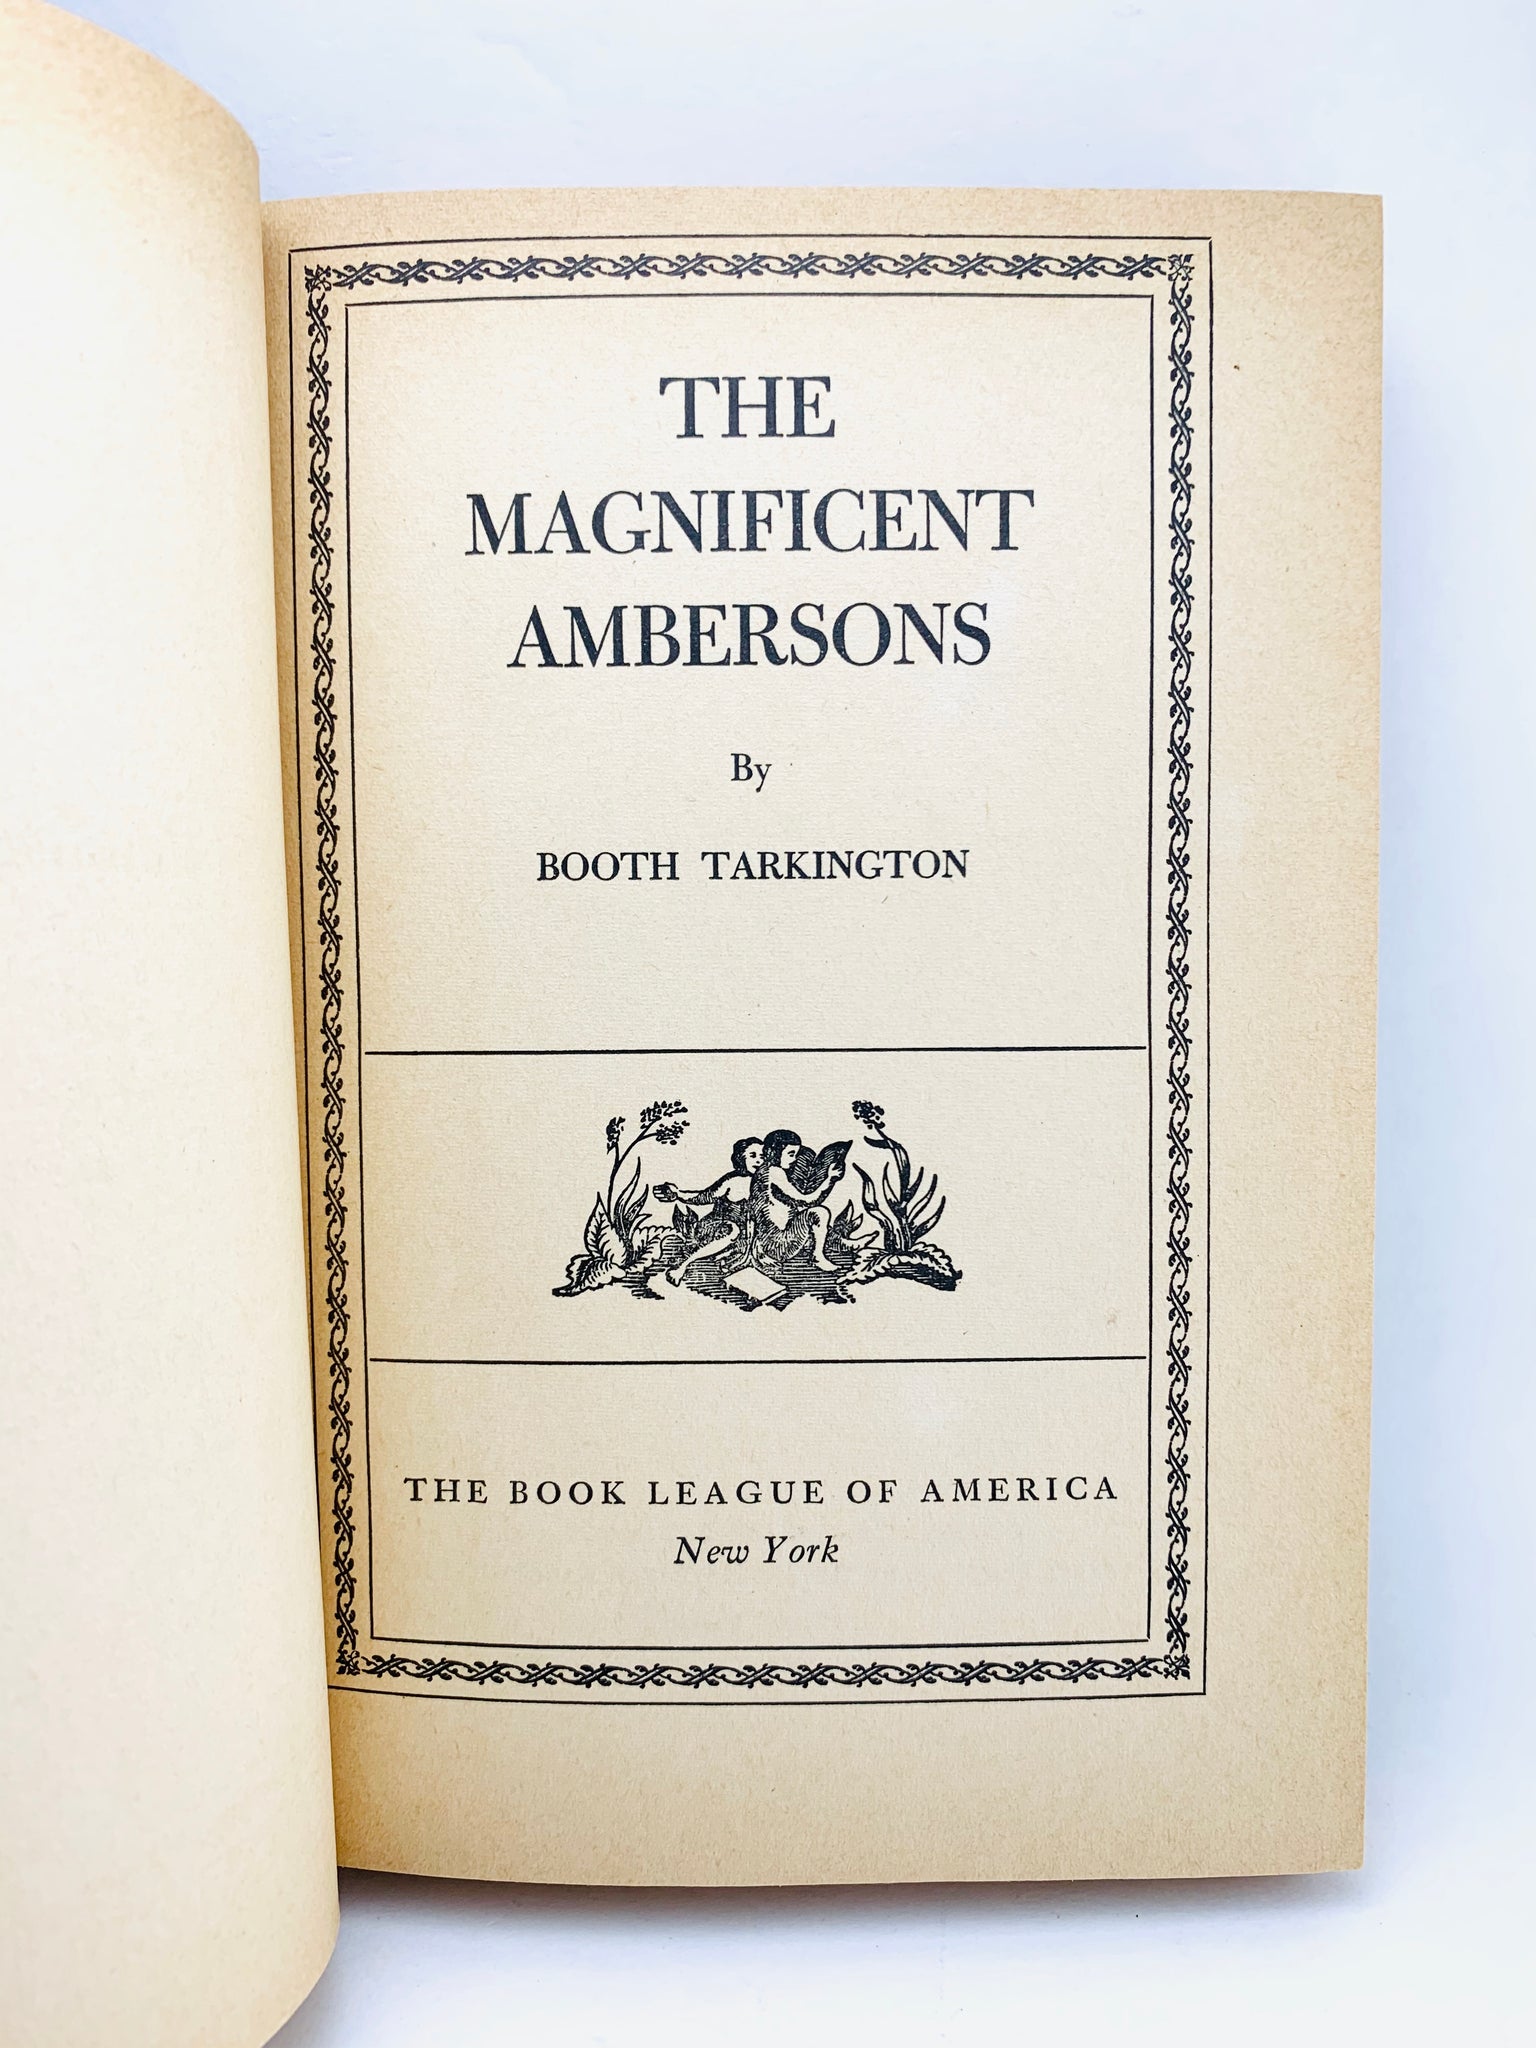 THE
MAGNIFICENT
AMBERSONS
By
BOOTH TARKINGTON
THE BOOK LEAGUE OF AMERICA
New York